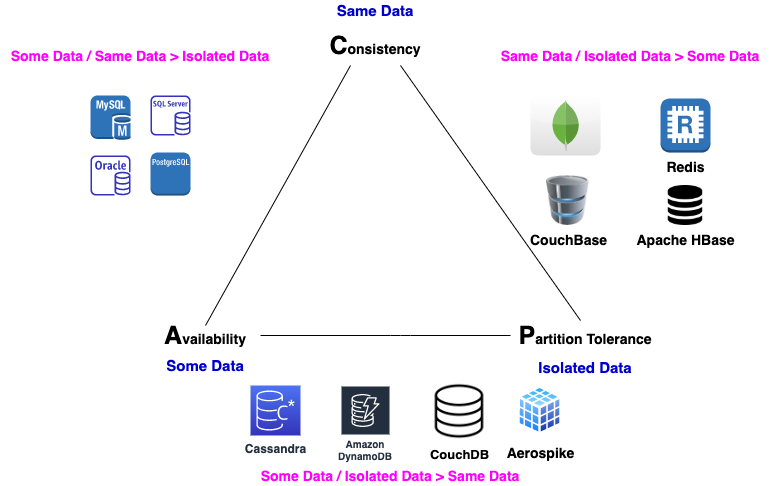 Same Data
Consistency
Some Data / Same Data > Isolated Data
Same Data / Isolated Data > Some Data
MySQL
M
SQL Server
Oracle
PostgreSQL
R
Redis
CouchBase
Apache HBase
Availability
Partition Tolerance
Some Data
Isolated Data
C*
Cassandra
Amazon
DynamoDB
CouchDB
Aerospike
Some Data / Isolated Data > Same Data